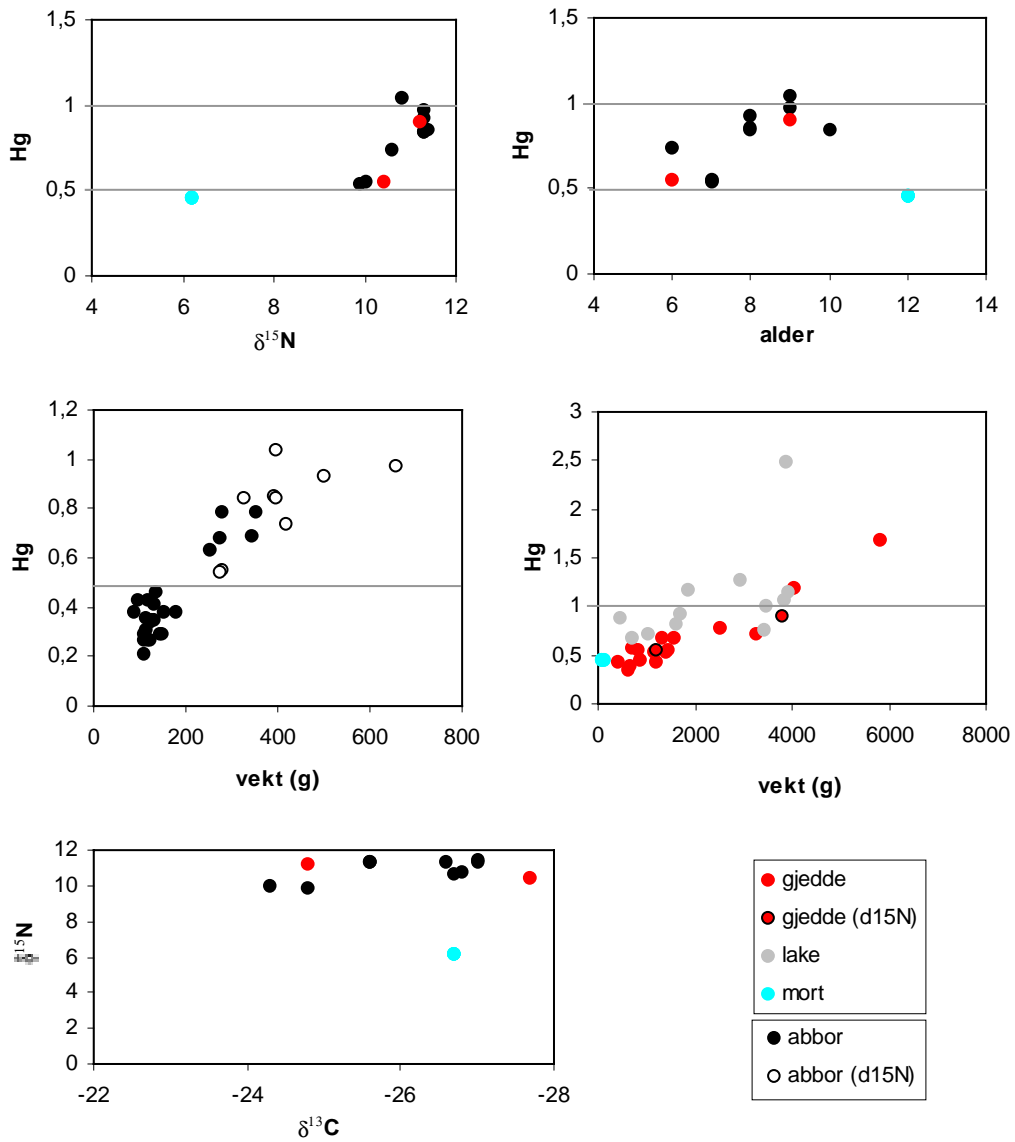 1,5
1
0,5
0
Hg
4 6 8 10 12
δ¹⁵N
1,5
1
0,5
0
Hg
4 6 8 10 12 14
alder
1,2
1
0,8
0,6
0,4
0,2
0
Hg
0 200 400 600 800
vekt (g)
3
2,5
2
1,5
1
0,5
0
Hg
0 2000 4000 6000 8000
vekt (g)
12
10
8
6
4
2
0
¹⁵N
-22 -24 -26 -28
δ¹³C
gjedde
gjedde (d15N)
lake
mort
abbor
abbor (d15N)